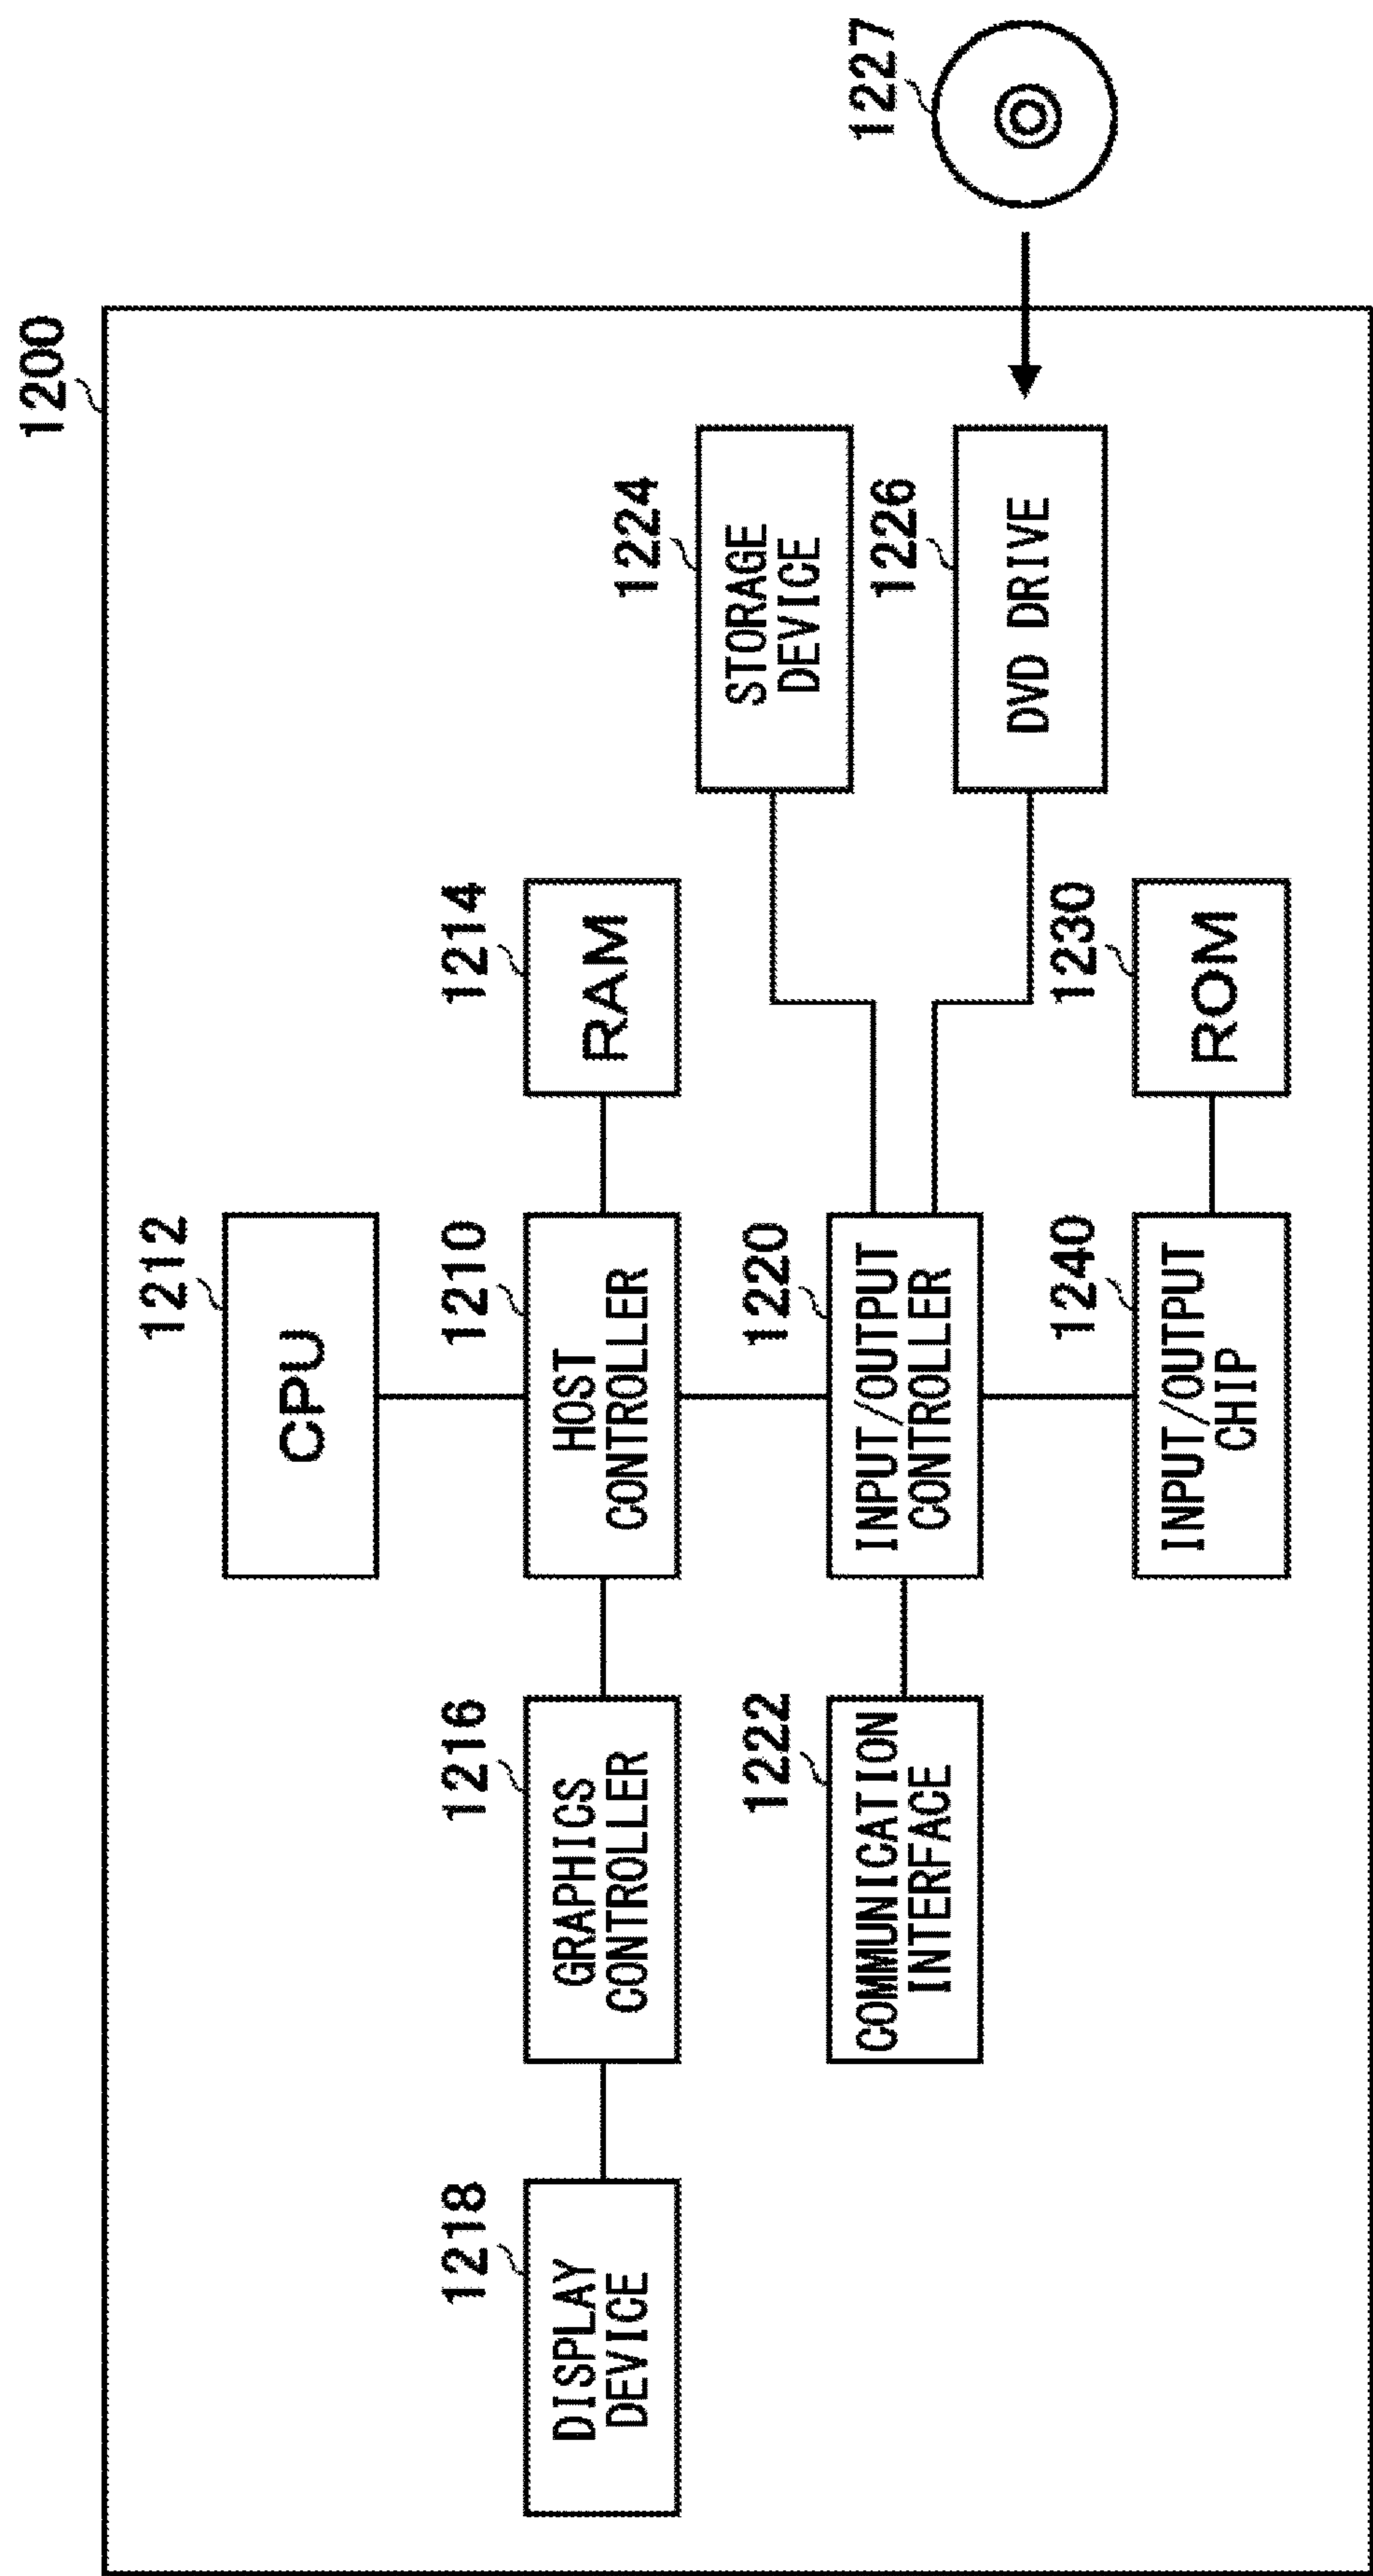 1200
1212
CPU
1218
DISPLAY
DEVICE
1216
GRAPHICS
CONTROLLER
1210
HOST
CONTROLLER
1214
RAM
1224
STORAGE
DEVICE
1222
COMMUNICATION
INTERFACE
1220
INPUT/OUTPUT
CONTROLLER
1226
DVD DRIVE
1227
1240
INPUT/OUTPUT
CHIP
1230
ROM